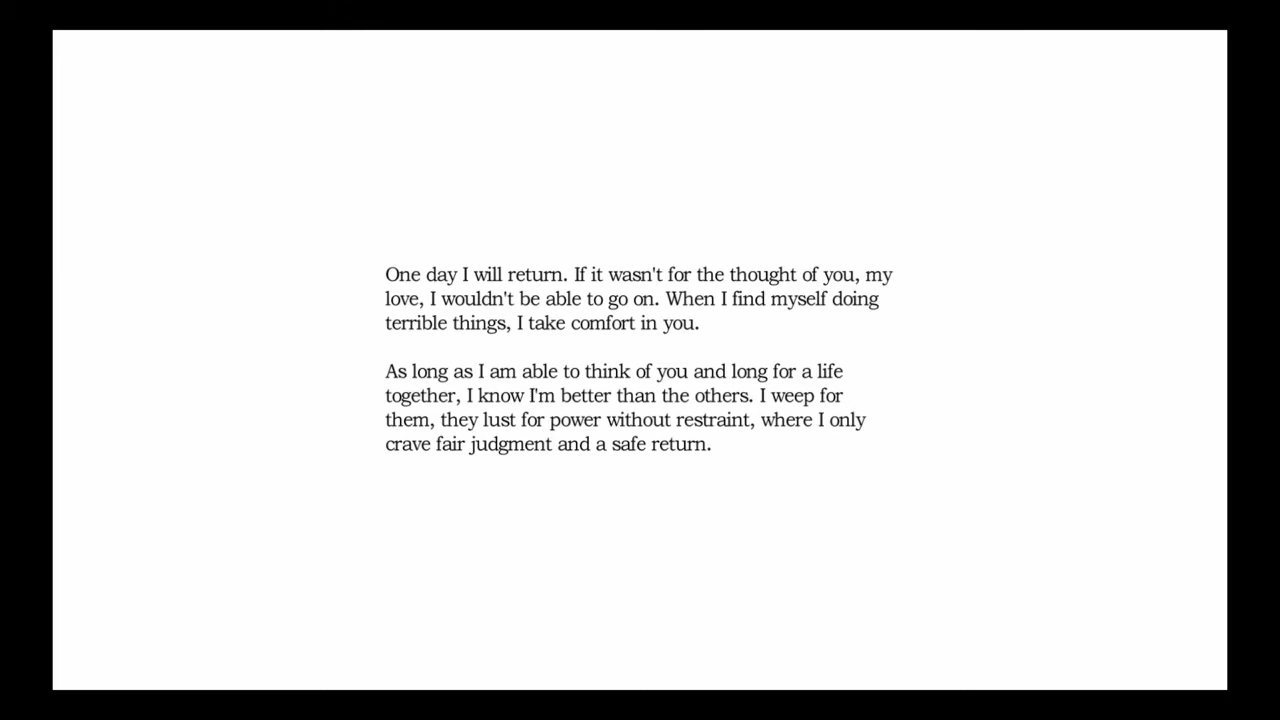 One day I will return. If it wasn't for the thought of you, my
love, I wouldn't be able to go on. When I find myself doing
terrible things, I take comfort in you.
As long as I am able to think of you and long for a life
together, I know I'm better than the others. I weep for
them, they lust for power without restraint, where I only
crave fair judgment and a safe return.